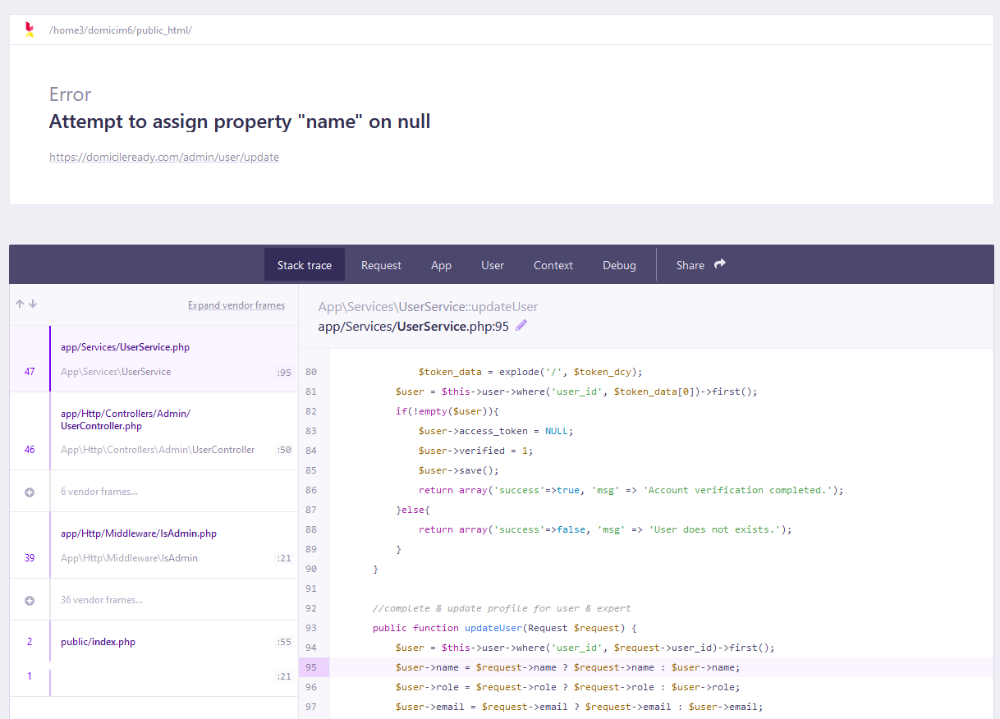 /home3/domicim6/public_html/
Error
Attempt to assign property "name" on null
https://domicileready.com/admin/user/update
Stack trace
Request
App
User
Context
Debug
Share
Expand vendor frames
app/Services/UserService.php
47
App\Services\UserService
:95
app/Http/Controllers/Admin/
UserController.php
46
App\Http\Controllers\Admin\UserController
:50
6 vendor frames...
app/Http/Middleware/IsAdmin.php
39
App\Http\Middleware\IsAdmin
:21
36 vendor frames...
2
public/index.php
:55
1
:21
App\Services\UserService::updateUser
app/Services/UserService.php:95
80 $token_data = explode('/', $token_dcy);
81 $user = $this->user->where('user_id', $token_data[0])->first();
82 if(!empty($user)){
83 $user->access_token = NULL;
84 $user->verified = 1;
85 $user->save();
86 return array('success'=>true, 'msg' => 'Account verification completed.');
87 }else{
88 return array('success'=>false, 'msg' => 'User does not exists.');
89 }
90 }
91
92 //complete & update profile for user & expert
93 public function updateUser(Request $request) {
94 $user = $this->user->where('user_id', $request->user_id)->first();
95 $user->name = $request->name ? $request->name : $user->name;
96 $user->role = $request->role ? $request->role : $user->role;
97 $user->email = $request->email ? $request->email : $user->email;